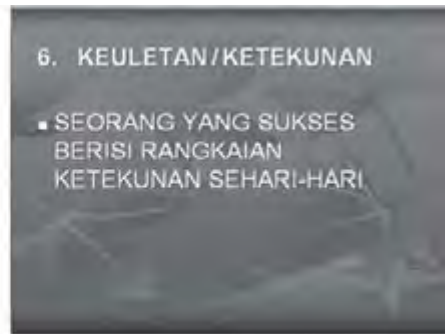 6. KEULETAN/KETEKUNAN
▪ SEORANG YANG SUKSES
BERISI RANGKAIAN
KETEKUNAN SEHARI-HARI